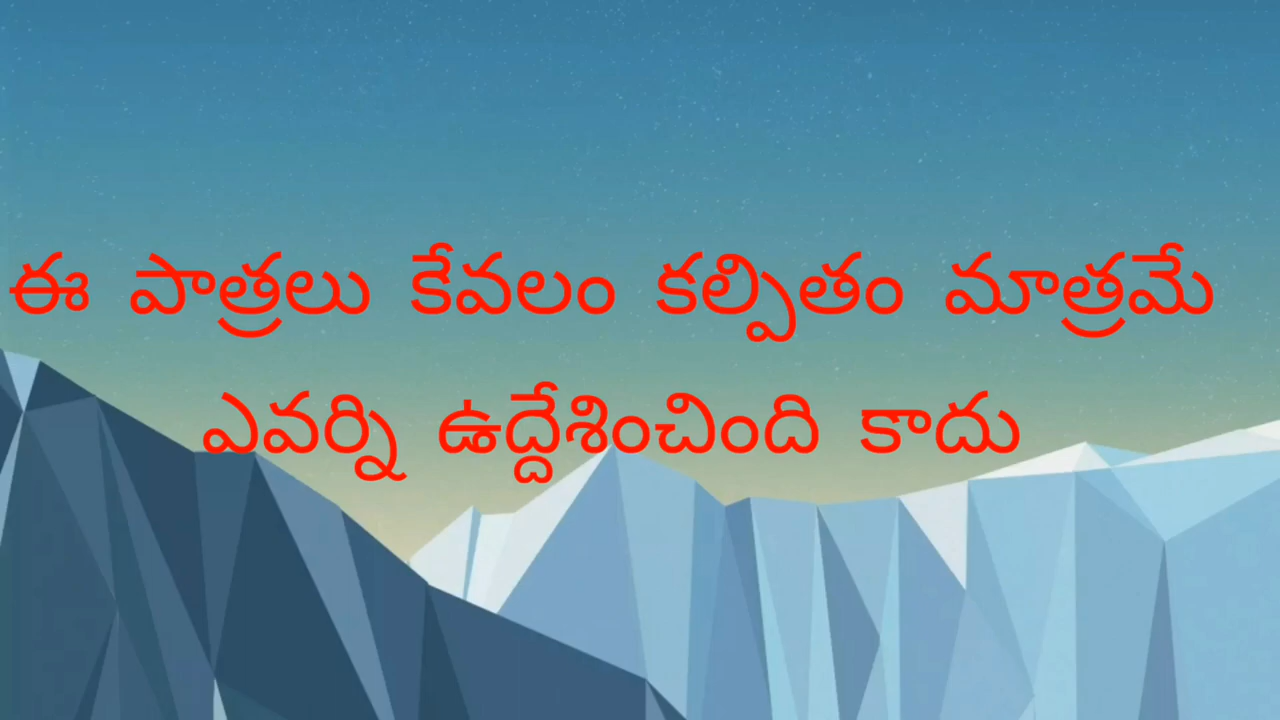 ఈ పాత్రలు కేవలం కల్పితం మాత్రమే
ఎవర్ని ఉద్దేశించింది కాదు